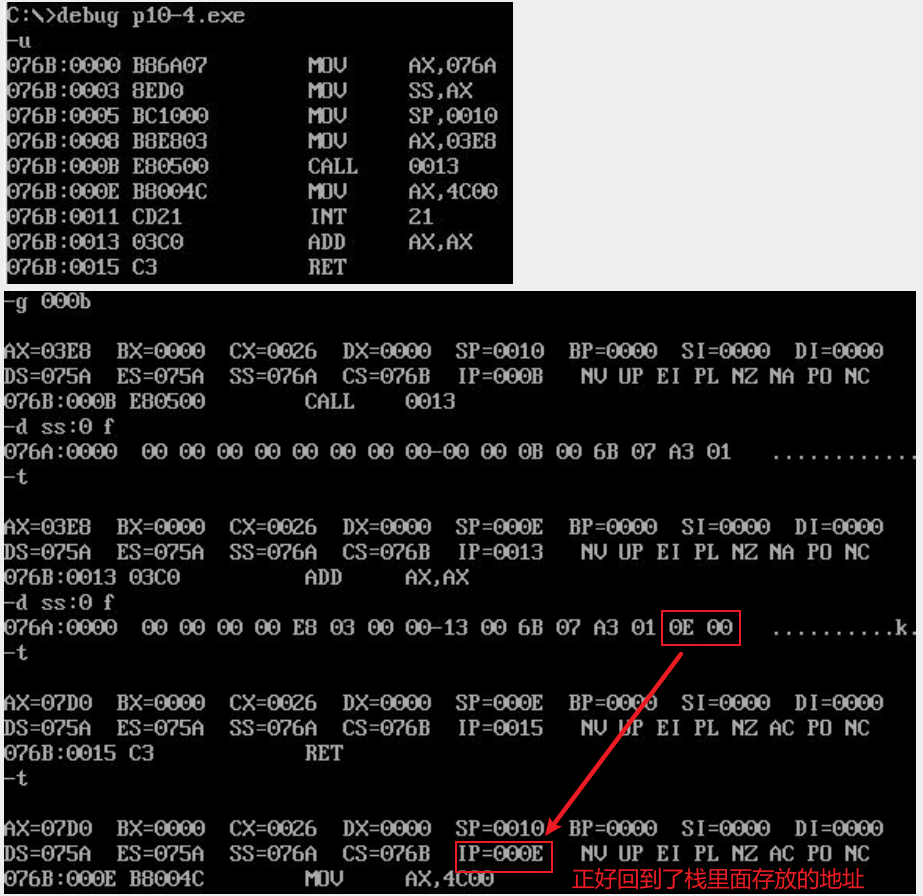 C:\>debug p10-4.exe
-u
076B:0000 B86A07 MOV AX,076A
076B:0003 8ED0 MOV SS,AX
076B:0005 BC1000 MOV SP,0010
076B:0008 B8E803 MOV AX,03E8
076B:000B E80500 CALL 0013
076B:000E B8004C MOV AX,4C00
076B:0011 CD21 INT 21
076B:0013 03C0 ADD AX,AX
076B:0015 C3 RET
-g 000b
AX=03E8 BX=0000 CX=0026 DX=0000 SP=0010 BP=0000 SI=0000 DI=0000
DS=075A ES=075A SS=076A CS=076B IP=000B NV UP EI PL NZ NA PO NC
076B:000B E80500 CALL 0013
-d ss:0 f
076A:0000 00 00 00 00 00 00 00 00-00 00 0B 00 6B 07 A3 01 ............
-t
AX=03E8 BX=0000 CX=0026 DX=0000 SP=000E BP=0000 SI=0000 DI=0000
DS=075A ES=075A SS=076A CS=076B IP=0013 NV UP EI PL NZ NA PO NC
076B:0013 03C0 ADD AX,AX
-d ss:0 f
076A:0000 00 00 00 00 E8 03 00 00-13 00 6B 07 A3 01 0E 00 ..........k.
-t
AX=07D0 BX=0000 CX=0026 DX=0000 SP=000E BP=0000 SI=0000 DI=0000
DS=075A ES=075A SS=076A CS=076B IP=0015 NV UP EI PL NZ AC PO NC
076B:0015 C3 RET
-t
AX=07D0 BX=0000 CX=0026 DX=0000 SP=0010 BP=0000 SI=0000 DI=0000
DS=075A ES=075A SS=076A CS=076B IP=000E NV UP EI PL NZ AC PO NC
076B:000E B8004C MOV AX,4C00
正好回到了栈里面存放的地址